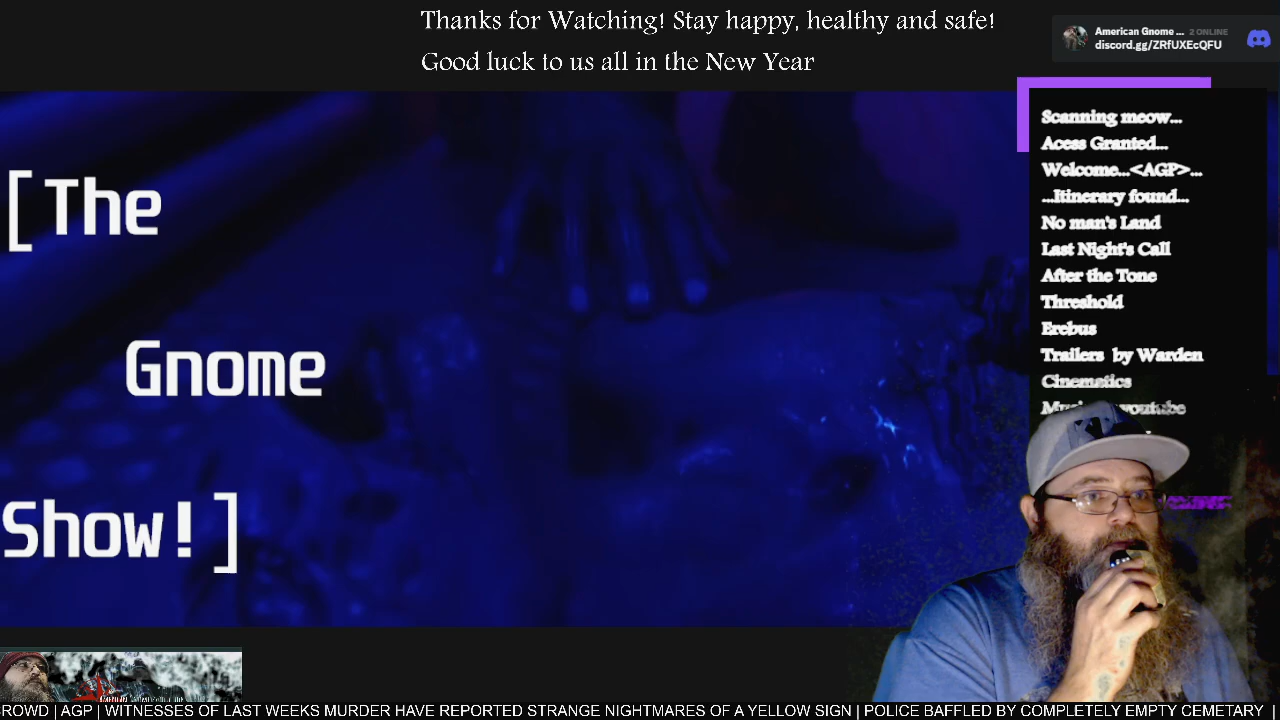 Thanks for Watching! Stay happy, healthy and safe!
Good luck to us all in the New Year
American Gnome ... 2 ONLINE
discord.gg/ZRfUXEcQFU
[The
Gnome
Show!]
Scanning meow...
Acess Granted...
Welcome...<AGP>...
...Itinerary found...
No man's Land
Last Night's Call
After the Tone
Threshold
Erebus
Trailers by Warden
Cinematics
youtube
ROWD | AGP | WITNESSES OF LAST WEEKS MURDER HAVE REPORTED STRANGE NIGHTMARES OF A YELLOW SIGN | POLICE BAFFLED BY COMPLETELY EMPTY CEMETARY |